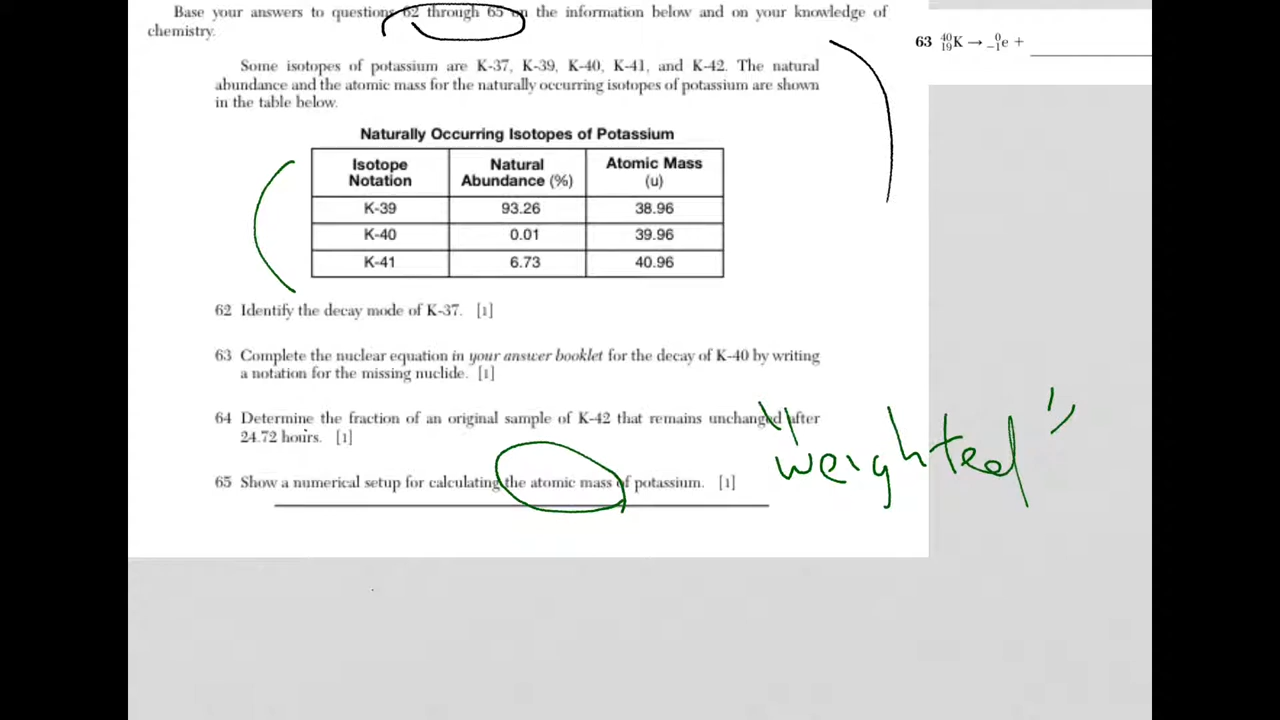 Base your answers to questions 62 through 65 on the information below and on your knowledge of
chemistry.
63 ⁴⁰₁₉K → ⁰₋₁e + ____________
Some isotopes of potassium are K-37, K-39, K-40, K-41, and K-42. The natural
abundance and the atomic mass for the naturally occurring isotopes of potassium are shown
in the table below.
Naturally Occurring Isotopes of Potassium
Isotope Notation Natural Abundance (%) Atomic Mass (u)
K-39 93.26 38.96
K-40 0.01 39.96
K-41 6.73 40.96
62 Identify the decay mode of K-37. [1]
63 Complete the nuclear equation in your answer booklet for the decay of K-40 by writing
a notation for the missing nuclide. [1]
64 Determine the fraction of an original sample of K-42 that remains unchanged after
24.72 hours. [1]
65 Show a numerical setup for calculating the atomic mass of potassium. [1]
"weighted"